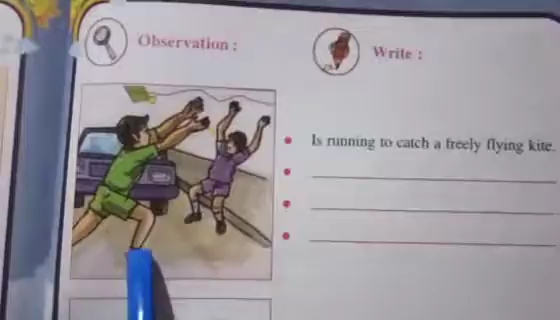 Observation :
Write :
Is running to catch a freely flying kite.